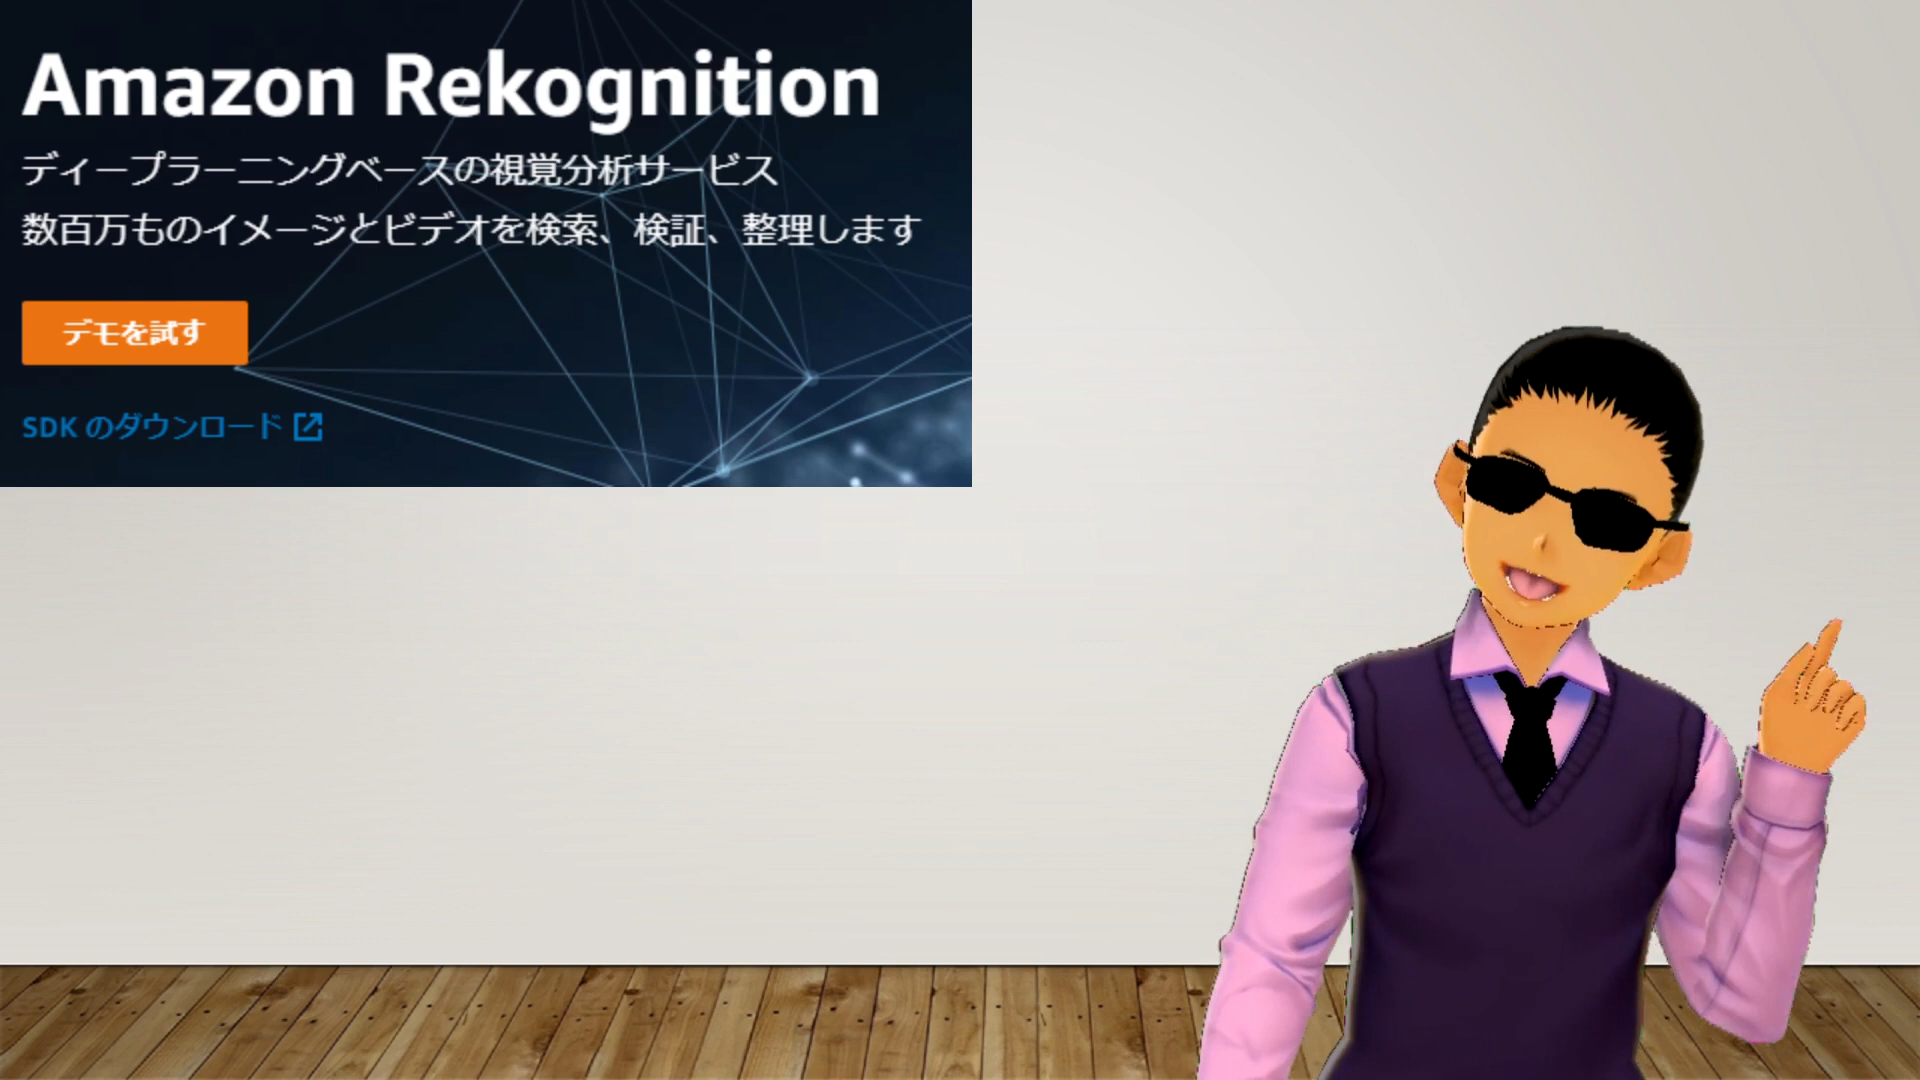 Amazon Rekognition
ディープラーニングベースの視覚分析サービス
数百万ものイメージとビデオを検索、検証、整理します
デモを試す
SDK のダウンロード